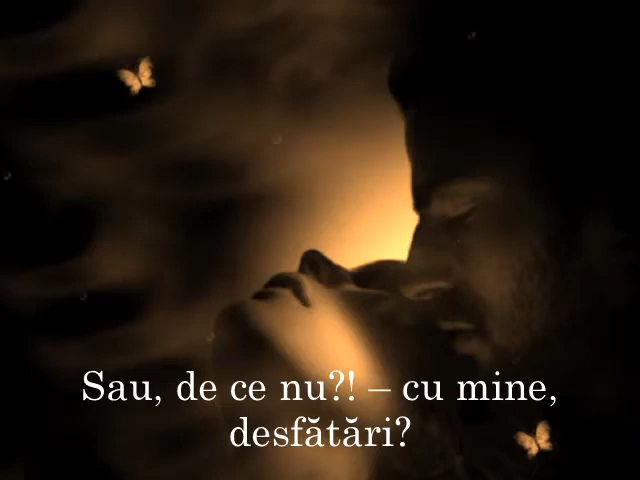 Sau, de ce nu?! – cu mine,
desfătări?